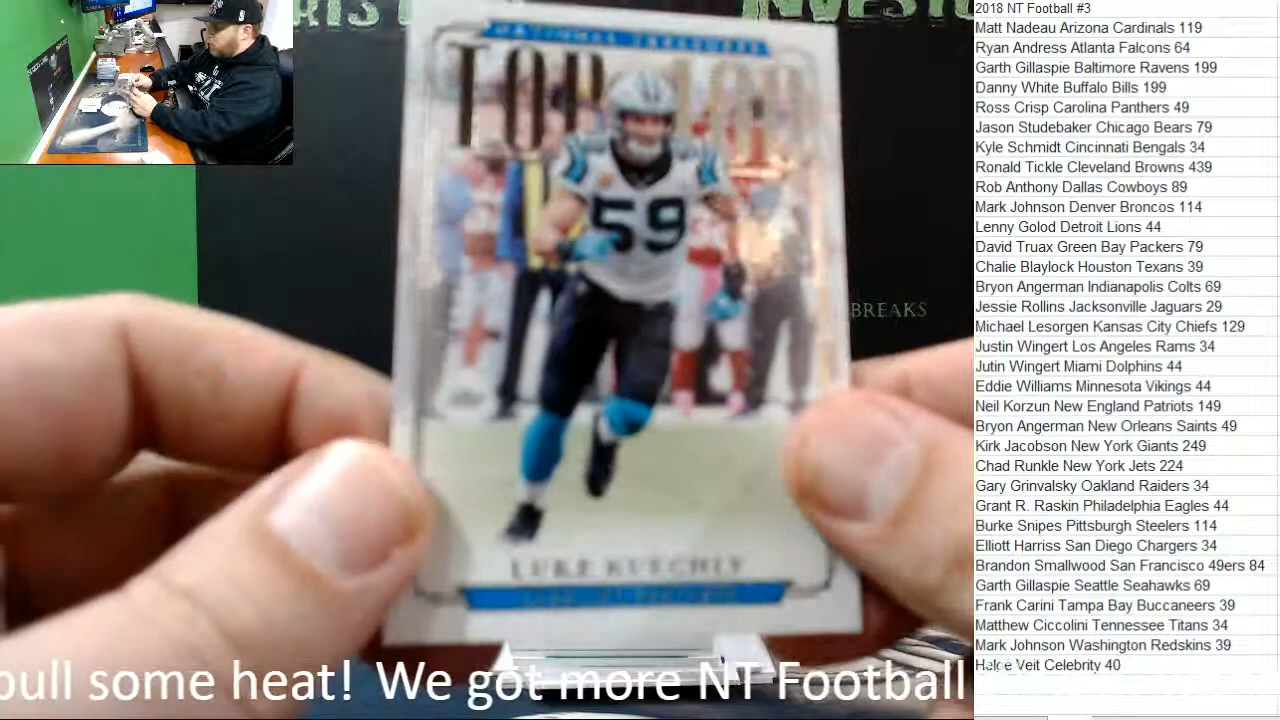 NATIONAL TREASURES
TOP 100
59
LUKE KUECHLY
BREAKS
pull some heat! We got more NT Football
2018 NT Football #3
Matt Nadeau Arizona Cardinals 119
Ryan Andress Atlanta Falcons 64
Garth Gillaspie Baltimore Ravens 199
Danny White Buffalo Bills 199
Ross Crisp Carolina Panthers 49
Jason Studebaker Chicago Bears 79
Kyle Schmidt Cincinnati Bengals 34
Ronald Tickle Cleveland Browns 439
Rob Anthony Dallas Cowboys 89
Mark Johnson Denver Broncos 114
Lenny Golod Detroit Lions 44
David Truax Green Bay Packers 79
Chalie Blaylock Houston Texans 39
Bryon Angerman Indianapolis Colts 69
Jessie Rollins Jacksonville Jaguars 29
Michael Lesorgen Kansas City Chiefs 129
Justin Wingert Los Angeles Rams 34
Jutin Wingert Miami Dolphins 44
Eddie Williams Minnesota Vikings 44
Neil Korzun New England Patriots 149
Bryon Angerman New Orleans Saints 49
Kirk Jacobson New York Giants 249
Chad Runkle New York Jets 224
Gary Grinvalsky Oakland Raiders 34
Grant R. Raskin Philadelphia Eagles 44
Burke Snipes Pittsburgh Steelers 114
Elliott Harriss San Diego Chargers 34
Brandon Smallwood San Francisco 49ers 84
Garth Gillaspie Seattle Seahawks 69
Frank Carini Tampa Bay Buccaneers 39
Matthew Ciccolini Tennessee Titans 34
Mark Johnson Washington Redskins 39
Veit Celebrity 40